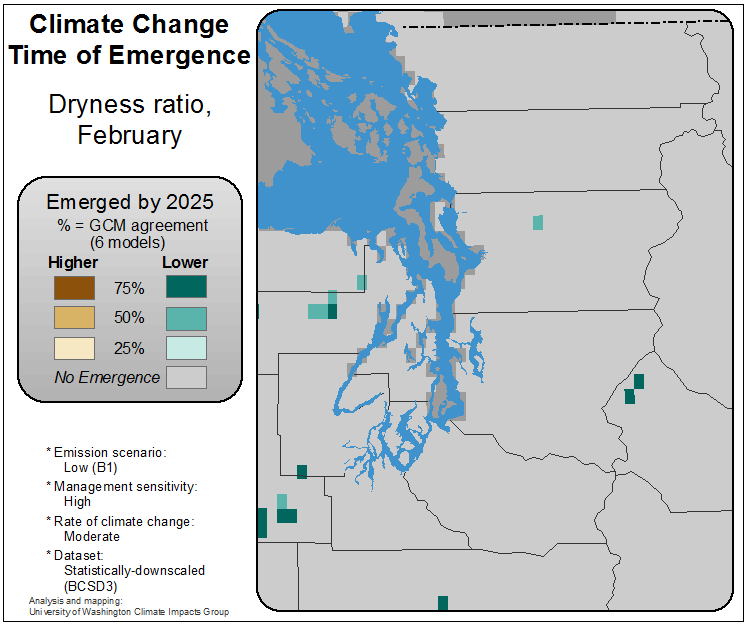 Climate Change
Time of Emergence
Dryness ratio,
February
Emerged by 2025
% = GCM agreement
(6 models)
Higher Lower
75%
50%
25%
No Emergence
* Emission scenario:
Low (B1)
* Management sensitivity:
High
* Rate of climate change:
Moderate
* Dataset:
Statistically-downscaled
(BCSD3)
Analysis and mapping:
University of Washington Climate Impacts Group